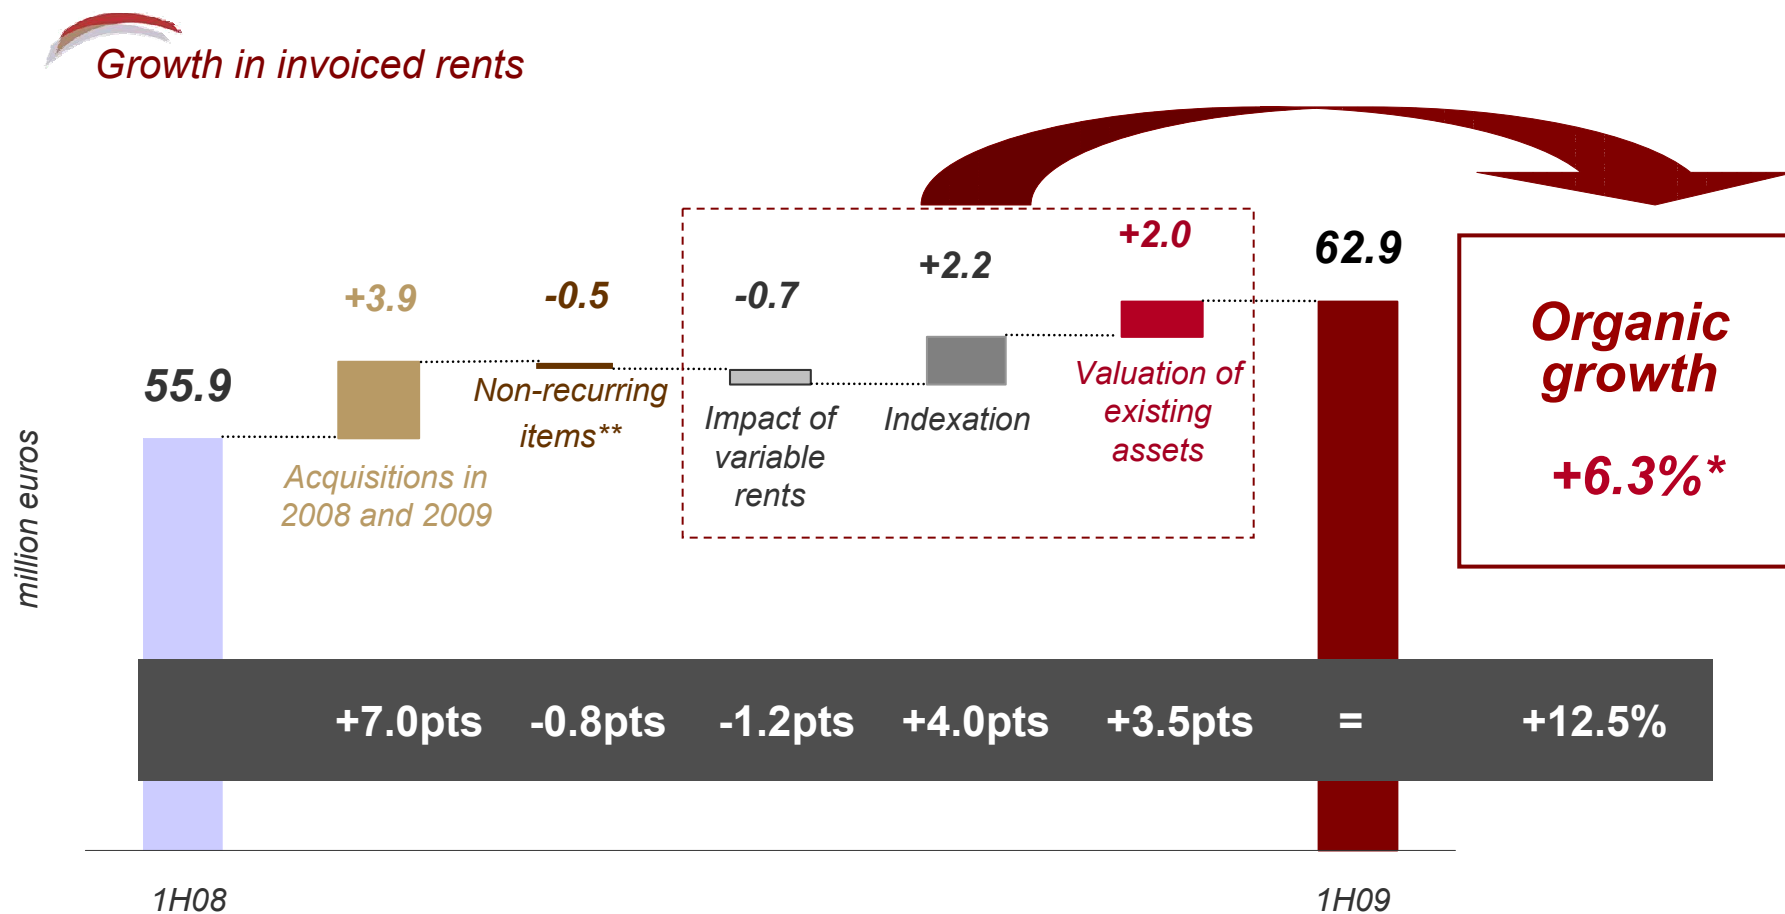 Growth in invoiced rents
million euros
55.9
+3.9
Acquisitions in
2008 and 2009
-0.5
Non-recurring
items**
-0.7
Impact of
variable
rents
+2.2
Indexation
+2.0
Valuation of
existing
assets
62.9
Organic
growth
+6.3%*
+7.0pts -0.8pts -1.2pts +4.0pts +3.5pts = +12.5%
1H08 1H09